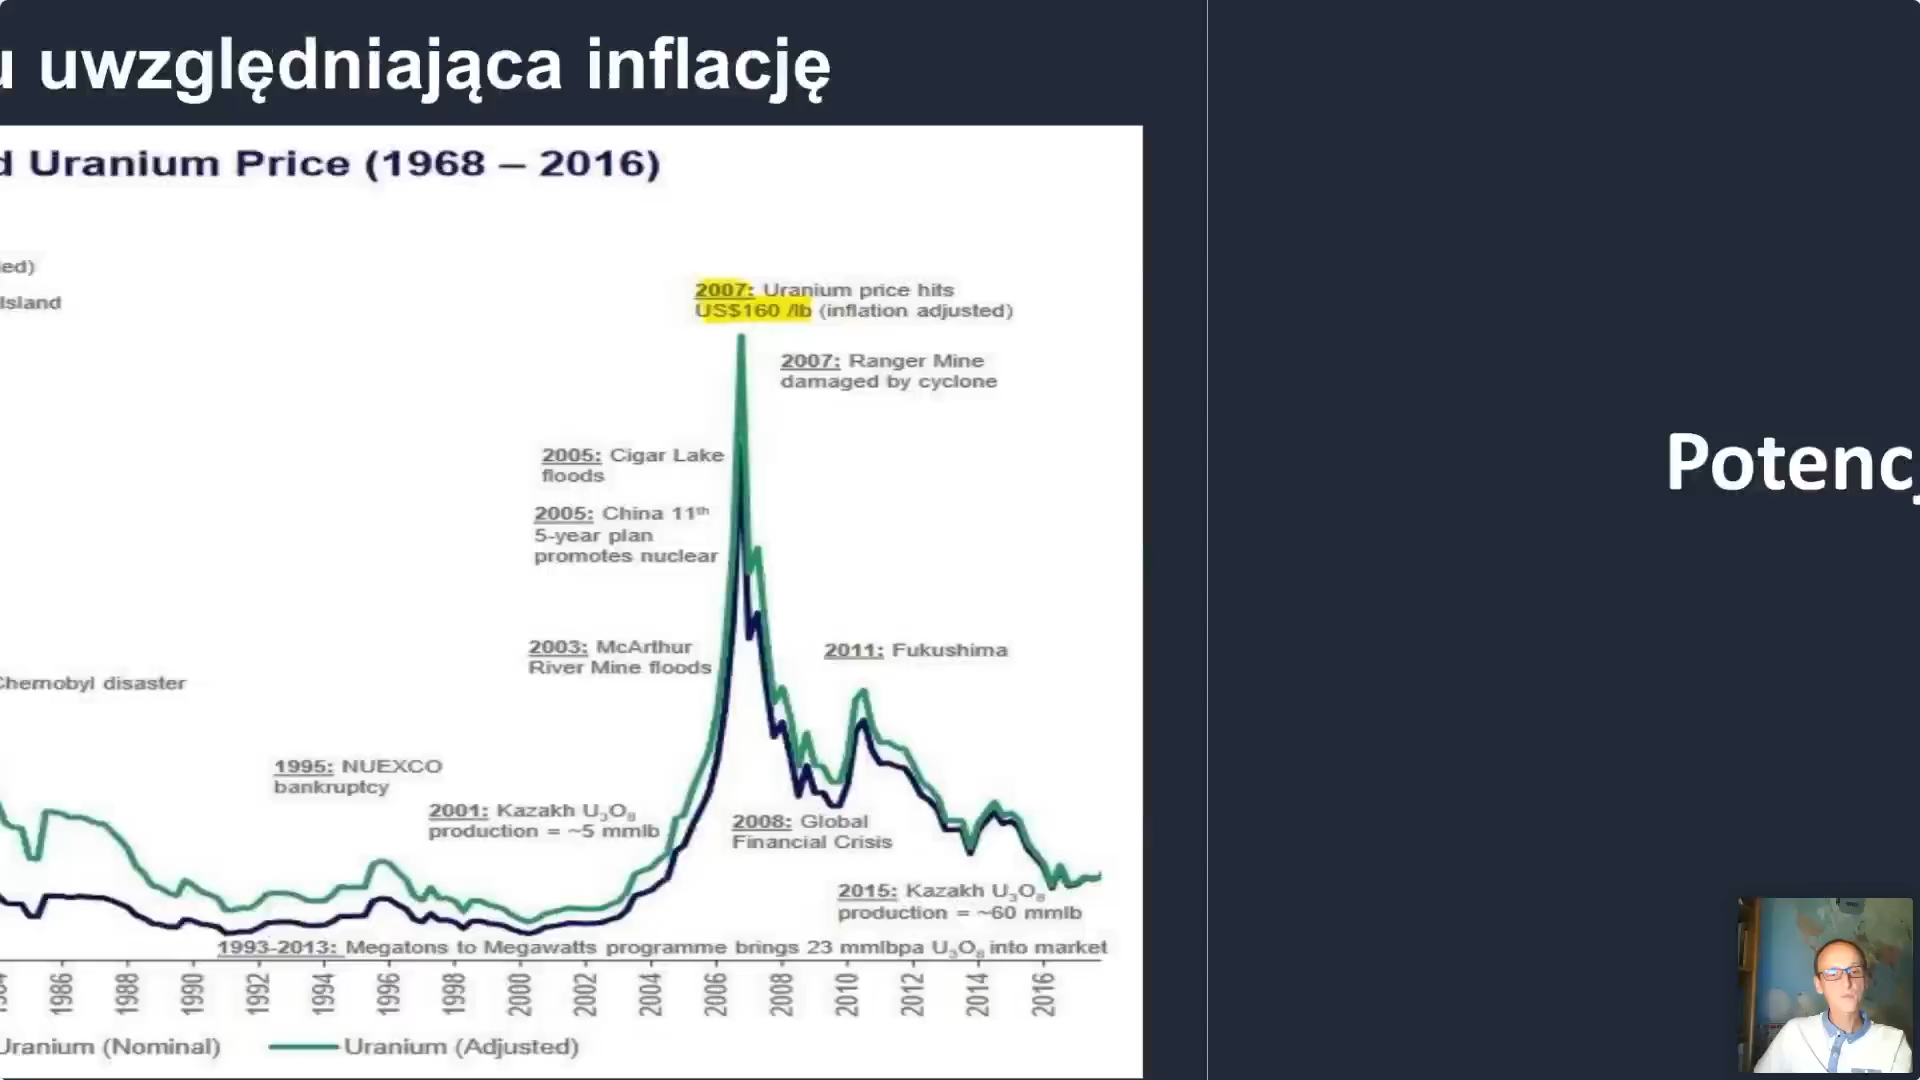 u uwzględniająca inflację
d Uranium Price (1968 – 2016)
ed)
Island
2007: Uranium price hits
US$160 /lb (inflation adjusted)
2007: Ranger Mine
damaged by cyclone
2005: Cigar Lake
floods
2005: China 11th
5-year plan
promotes nuclear
2003: McArthur
River Mine floods
2011: Fukushima
Chernobyl disaster
1995: NUEXCO
bankruptcy
2001: Kazakh U₃O₈
production = ~5 mmlb
2008: Global
Financial Crisis
2015: Kazakh U₃O₈
production = ~60 mmlb
1993-2013: Megatons to Megawatts programme brings 23 mmlbpa U₃O₈ into market
1986 1988 1990 1992 1994 1996 1998 2000 2002 2004 2006 2008 2010 2012 2014 2016
Uranium (Nominal) Uranium (Adjusted)
Potencj